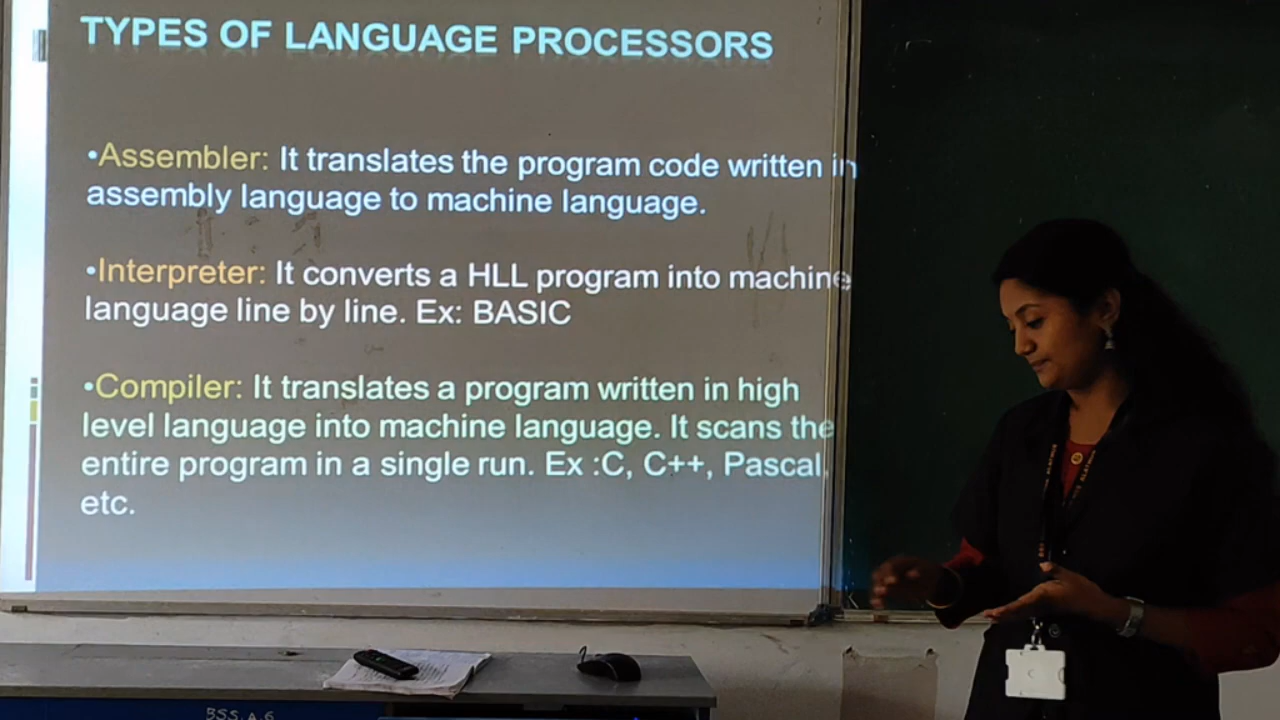 TYPES OF LANGUAGE PROCESSORS
•Assembler: It translates the program code written in
assembly language to machine language.
•Interpreter: It converts a HLL program into machine
language line by line. Ex: BASIC
•Compiler: It translates a program written in high
level language into machine language. It scans the
entire program in a single run. Ex :C, C++, Pascal,
etc.
BSS.A.6